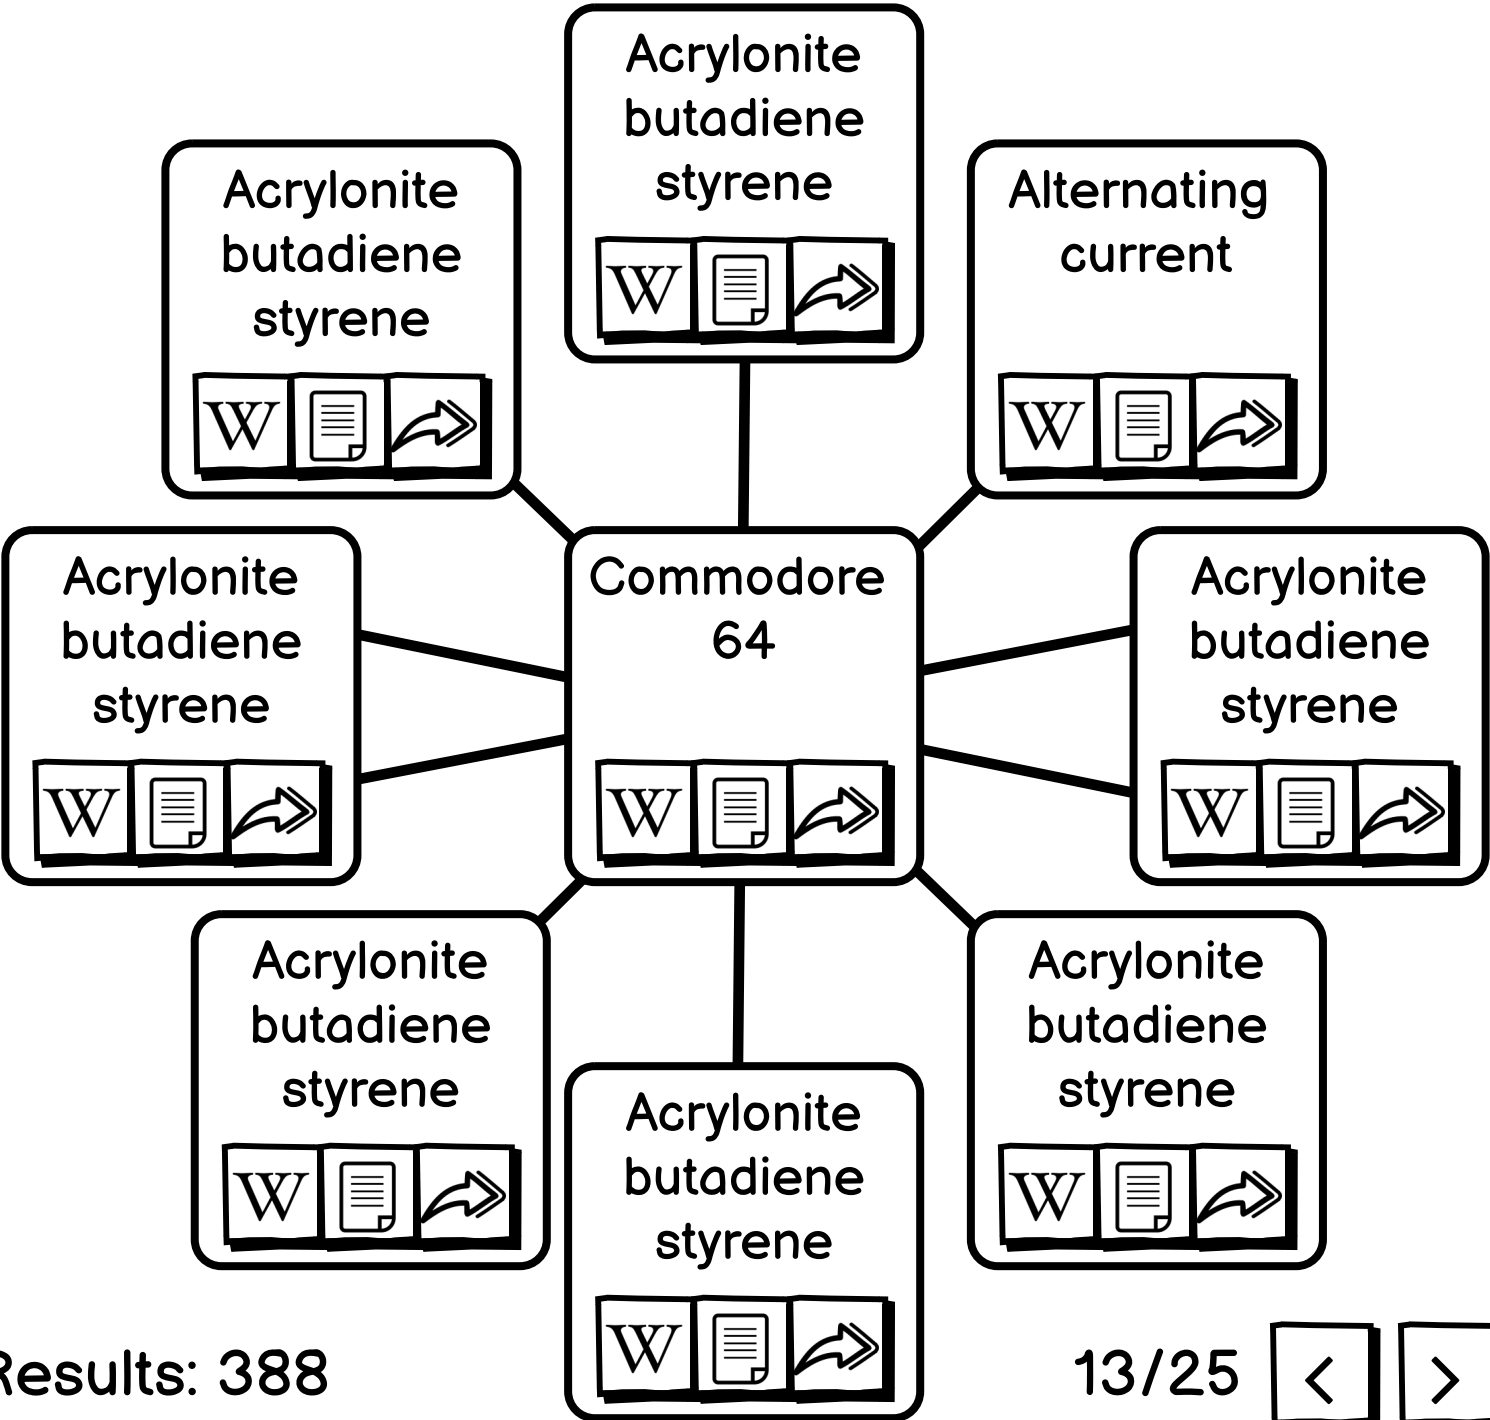 Acrylonite
butadiene
styrene
W
Acrylonite
butadiene
styrene
W
Alternating
current
W
Acrylonite
butadiene
styrene
W
Commodore
64
W
Acrylonite
butadiene
styrene
W
Acrylonite
butadiene
styrene
W
Acrylonite
butadiene
styrene
W
Acrylonite
butadiene
styrene
W
Results: 388
13/25 < >